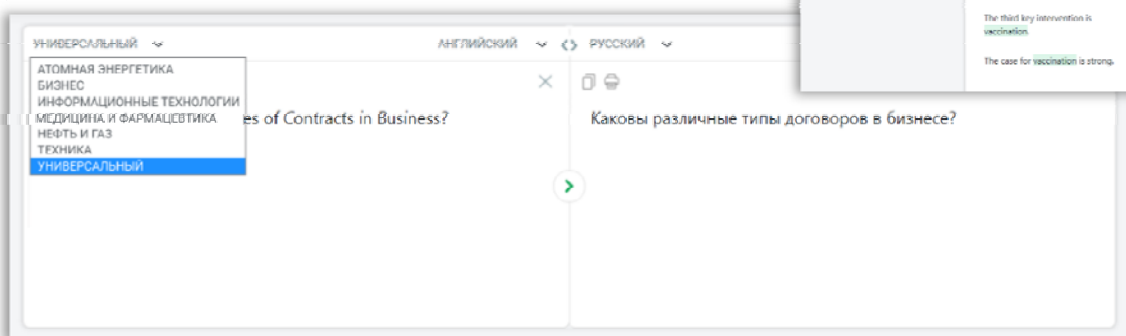 The third key intervention is
vaccination.
The case for vaccination is strong.
УНИВЕРСАЛЬНЫЙ
АНГЛИЙСКИЙ
РУССКИЙ
АТОМНАЯ ЭНЕРГЕТИКА
БИЗНЕС
ИНФОРМАЦИОННЫЕ ТЕХНОЛОГИИ
МЕДИЦИНА И ФАРМАЦЕВТИКА
НЕФТЬ И ГАЗ
ТЕХНИКА
УНИВЕРСАЛЬНЫЙ
es of Contracts in Business?
Каковы различные типы договоров в бизнесе?